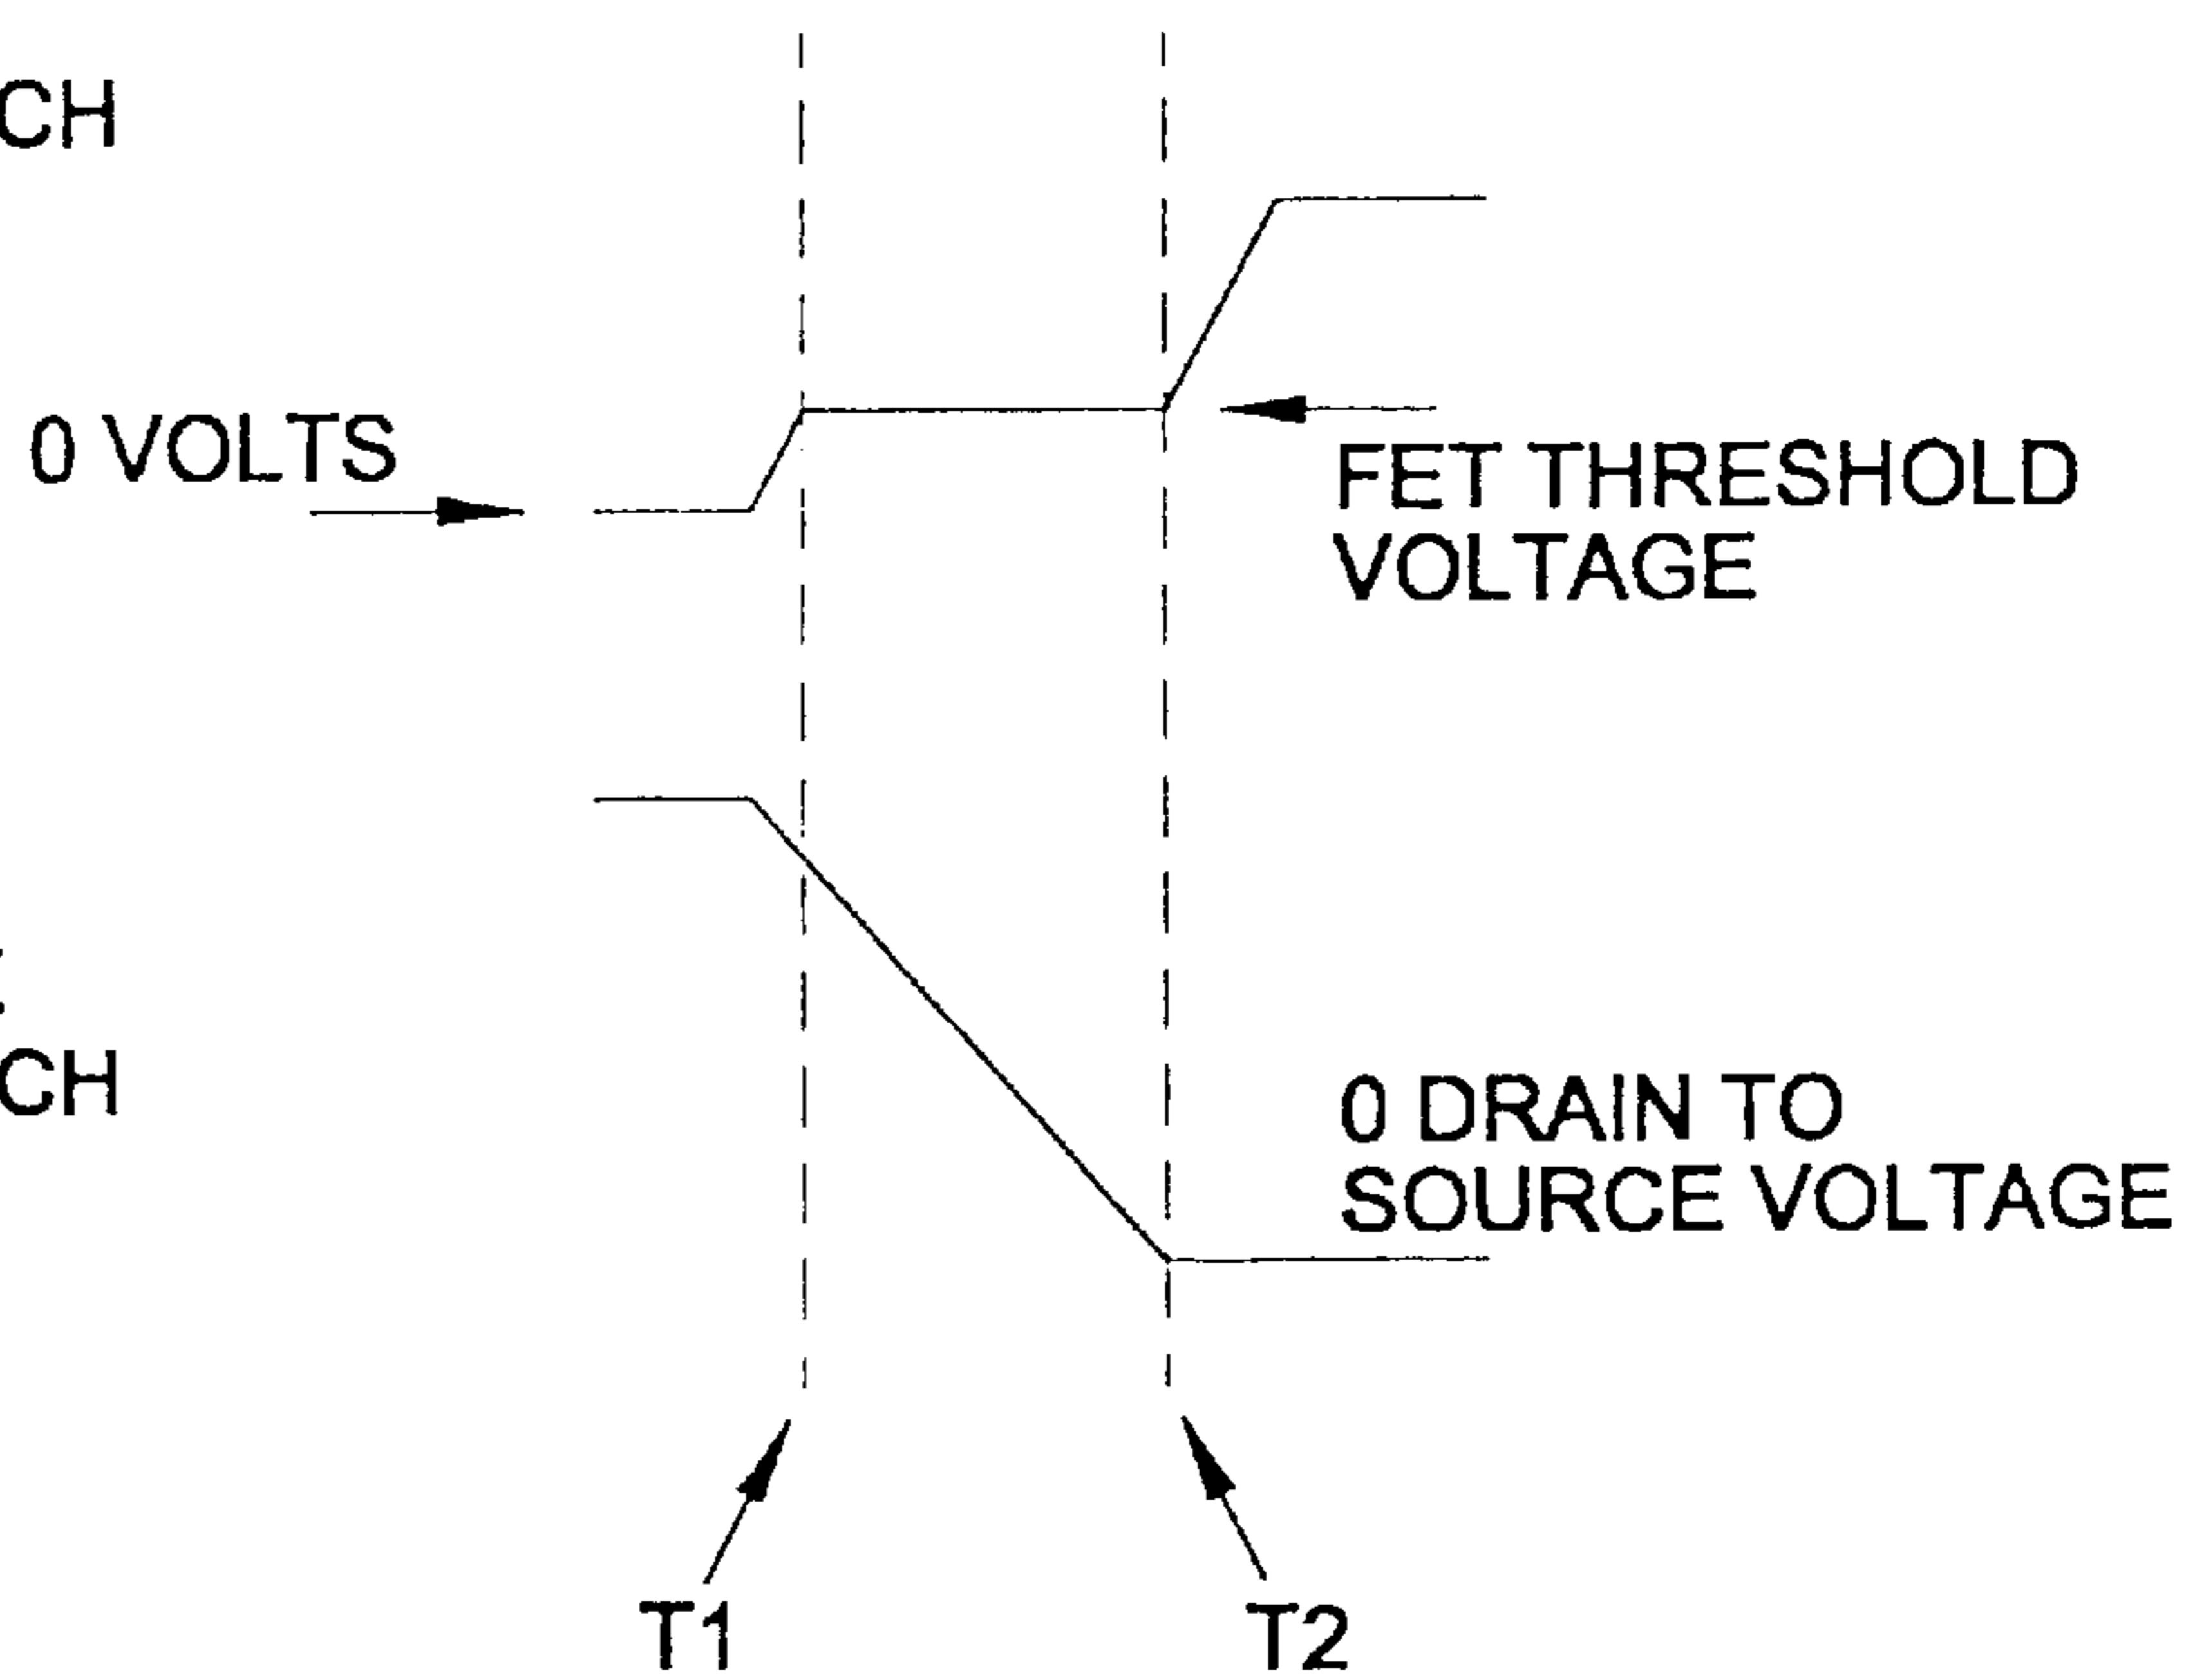 CH
0 VOLTS
FET THRESHOLD
VOLTAGE
CH
0 DRAIN TO
SOURCE VOLTAGE
T1
T2